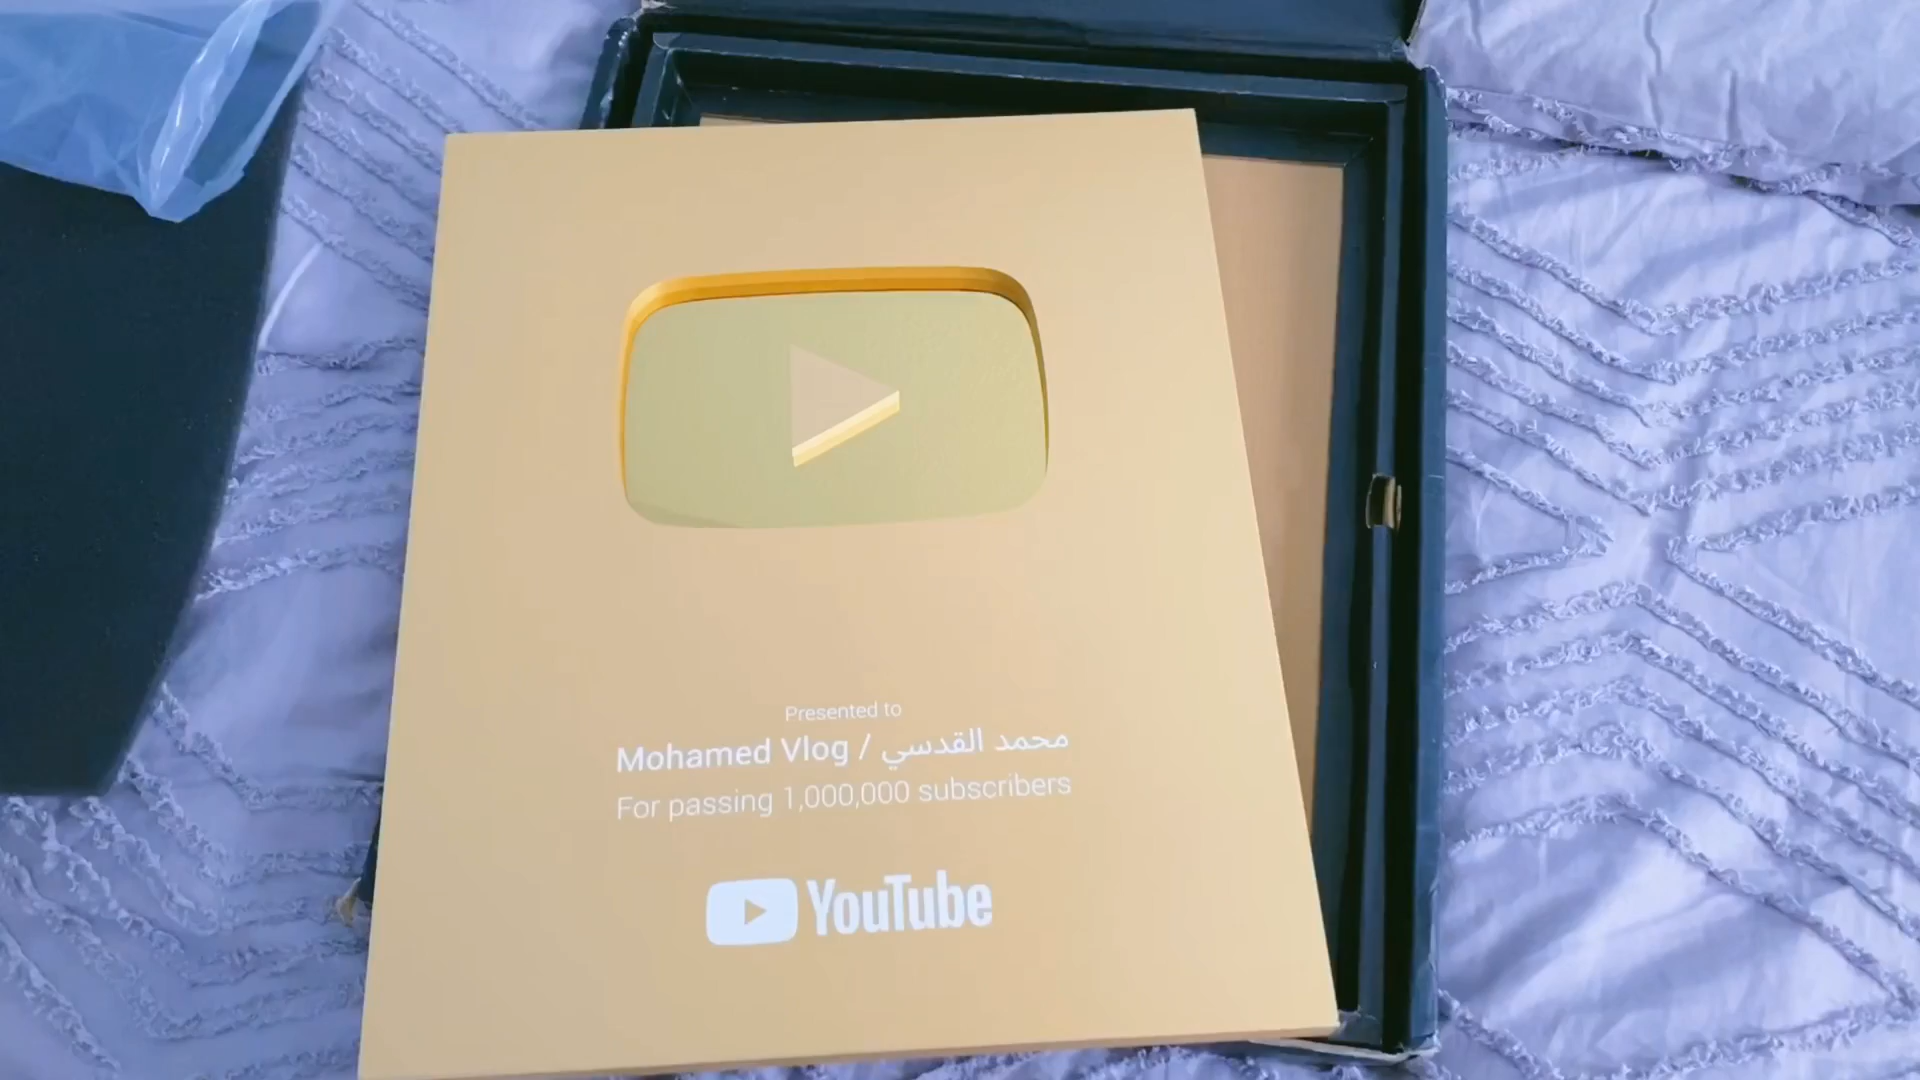 Presented to
Mohamed Vlog / محمد القدسي
For passing 1,000,000 subscribers
YouTube